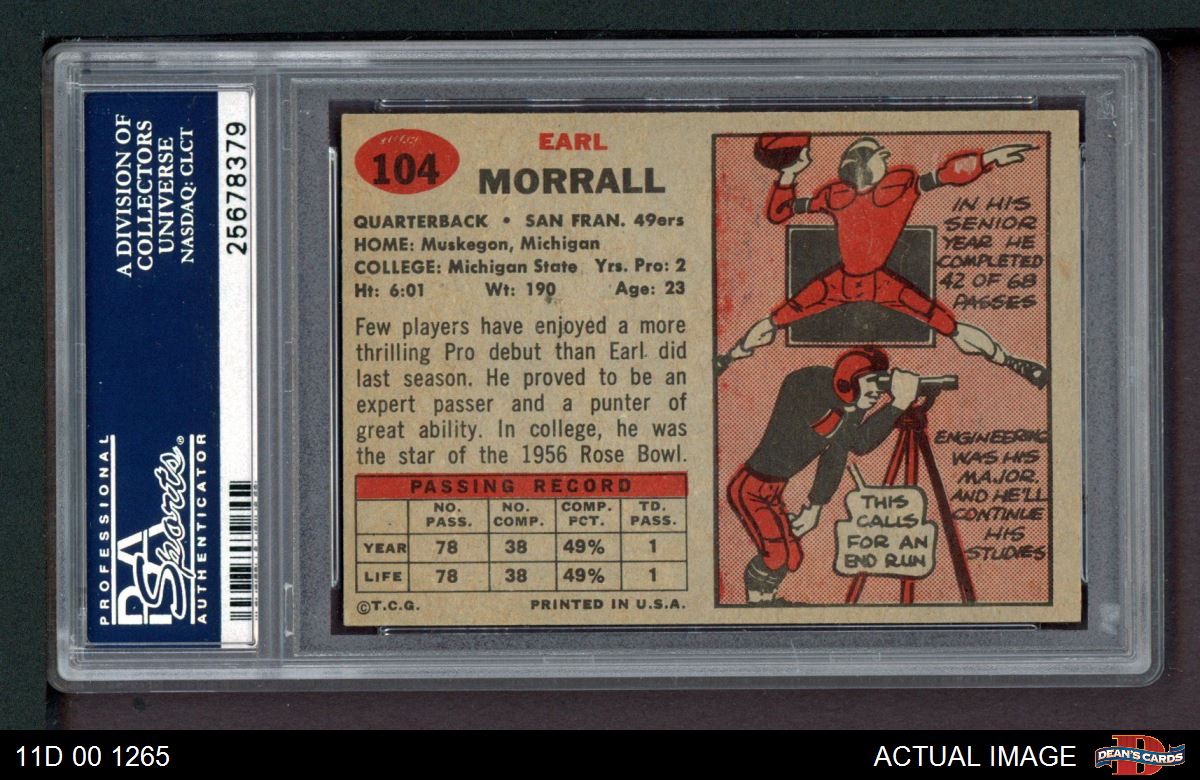 A DIVISION OF
COLLECTORS
UNIVERSE
NASDAQ: CLCT
25678379
PROFESSIONAL
PSA
Sports®
AUTHENTICATOR
104
EARL
MORRALL
QUARTERBACK • SAN FRAN. 49ers
HOME: Muskegon, Michigan
COLLEGE: Michigan State Yrs. Pro: 2
Ht: 6:01 Wt: 190 Age: 23
Few players have enjoyed a more
thrilling Pro debut than Earl did
last season. He proved to be an
expert passer and a punter of
great ability. In college, he was
the star of the 1956 Rose Bowl.
PASSING RECORD
NO. PASS. NO. COMP. COMP. PCT. TD. PASS.
YEAR 78 38 49% 1
LIFE 78 38 49% 1
©T.C.G. PRINTED IN U.S.A.
IN HIS
SENIOR
YEAR HE
COMPLETED
42 OF 68
PASSES
ENGINEERING
WAS HIS
MAJOR
AND HE'LL
CONTINUE
HIS
STUDIES
THIS
CALLS
FOR AN
END RUN
11D 00 1265
ACTUAL IMAGE
DEAN'S CARDS